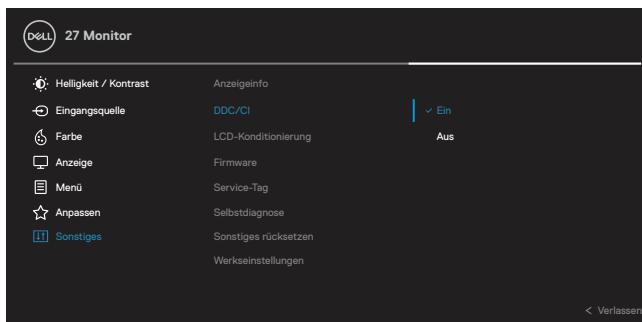 DELL 27 Monitor
Helligkeit / Kontrast Anzeigeinfo
Eingangsquelle DDC/CI Ein
Farbe LCD-Konditionierung Aus
Anzeige Firmware
Menü Service-Tag
Anpassen Selbstdiagnose
Sonstiges Sonstiges rücksetzen
Werkseinstellungen
< Verlassen